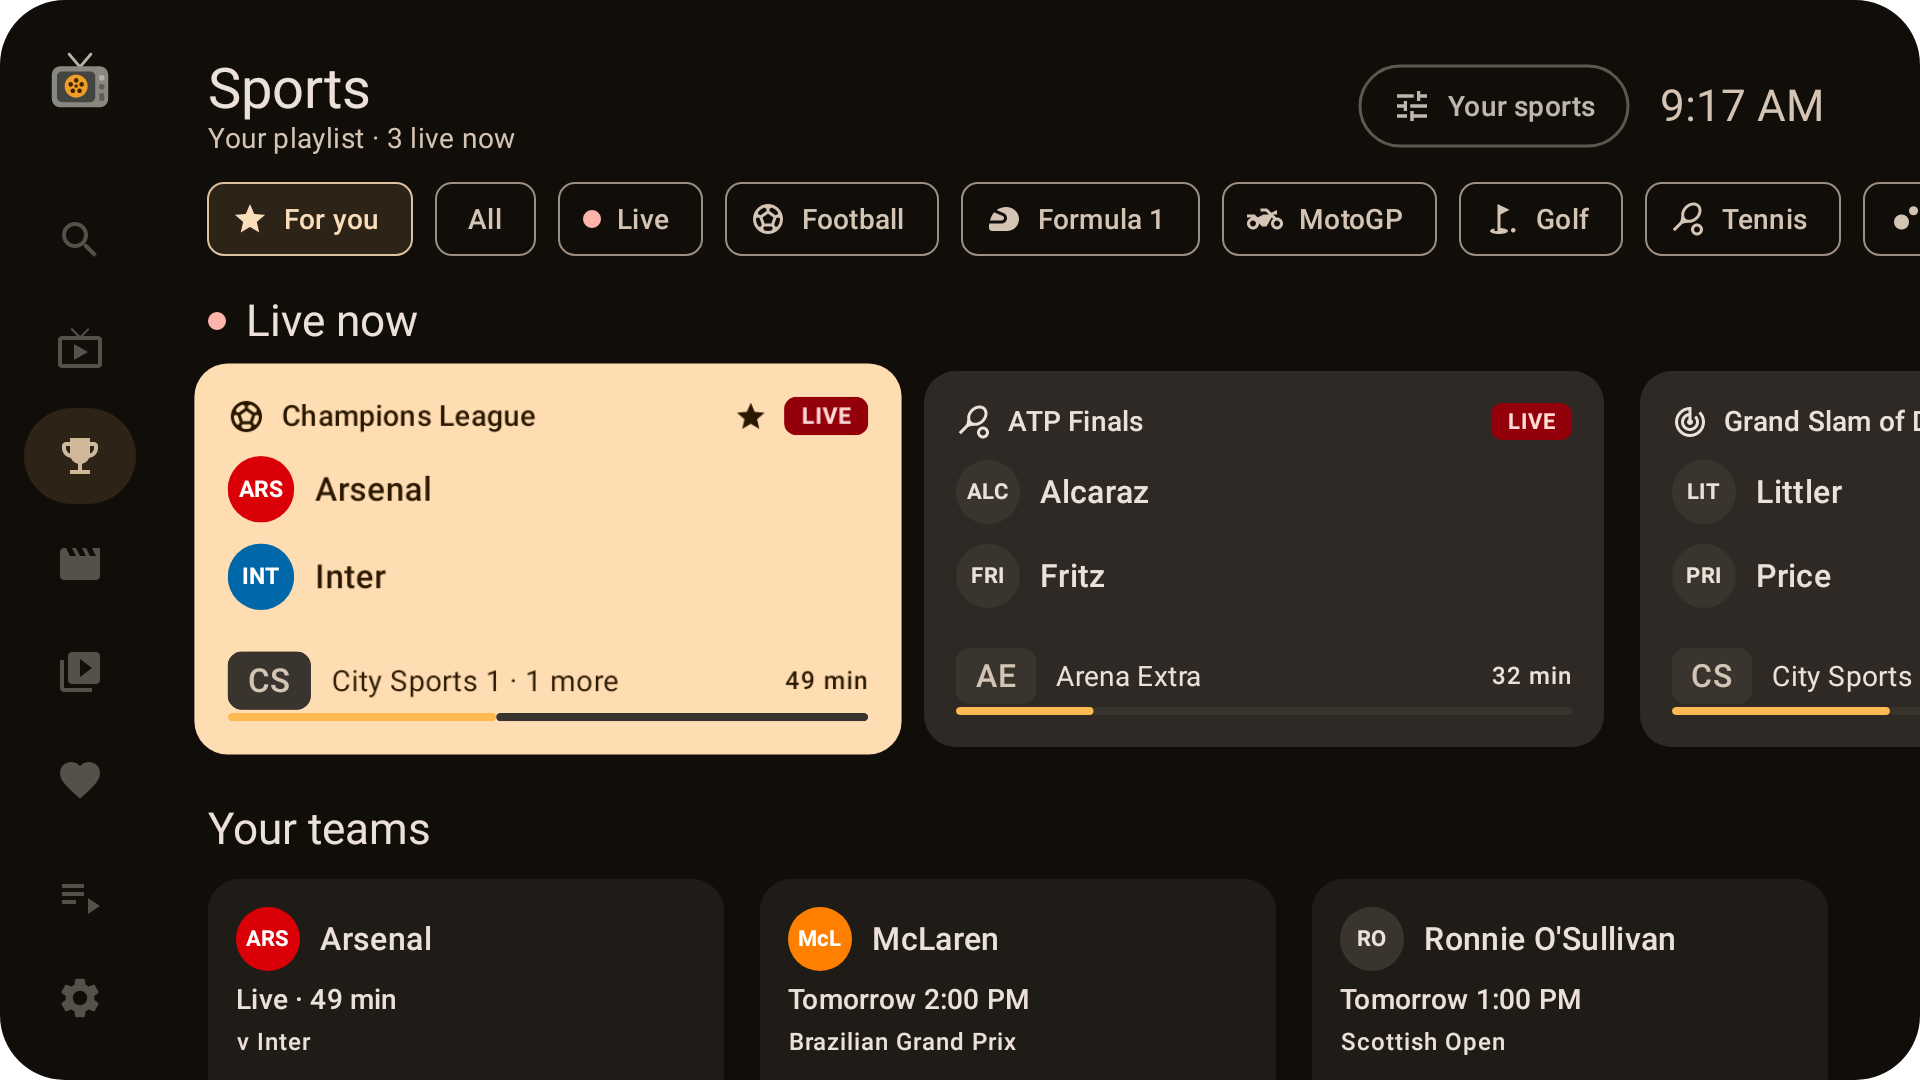 Sports
Your playlist · 3 live now
Your sports
9:17 AM
For you
All
Live
Football
Formula 1
MotoGP
Golf
Tennis
Live now
Champions League
LIVE
ARS Arsenal
INT Inter
CS City Sports 1 · 1 more 49 min
ATP Finals
LIVE
ALC Alcaraz
FRI Fritz
AE Arena Extra 32 min
Grand Slam of
LIT Littler
PRI Price
CS City Sports
Your teams
ARS Arsenal
Live · 49 min
v Inter
McL McLaren
Tomorrow 2:00 PM
Brazilian Grand Prix
RO Ronnie O'Sullivan
Tomorrow 1:00 PM
Scottish Open